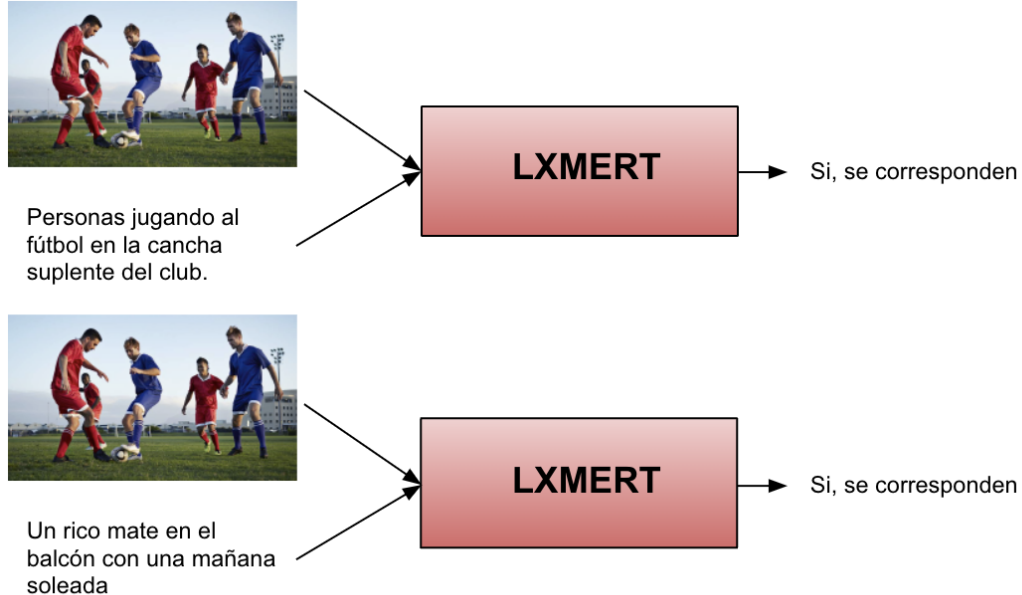 LXMERT
Si, se corresponden
Personas jugando al
fútbol en la cancha
suplente del club.
LXMERT
Si, se corresponden
Un rico mate en el
balcón con una mañana
soleada